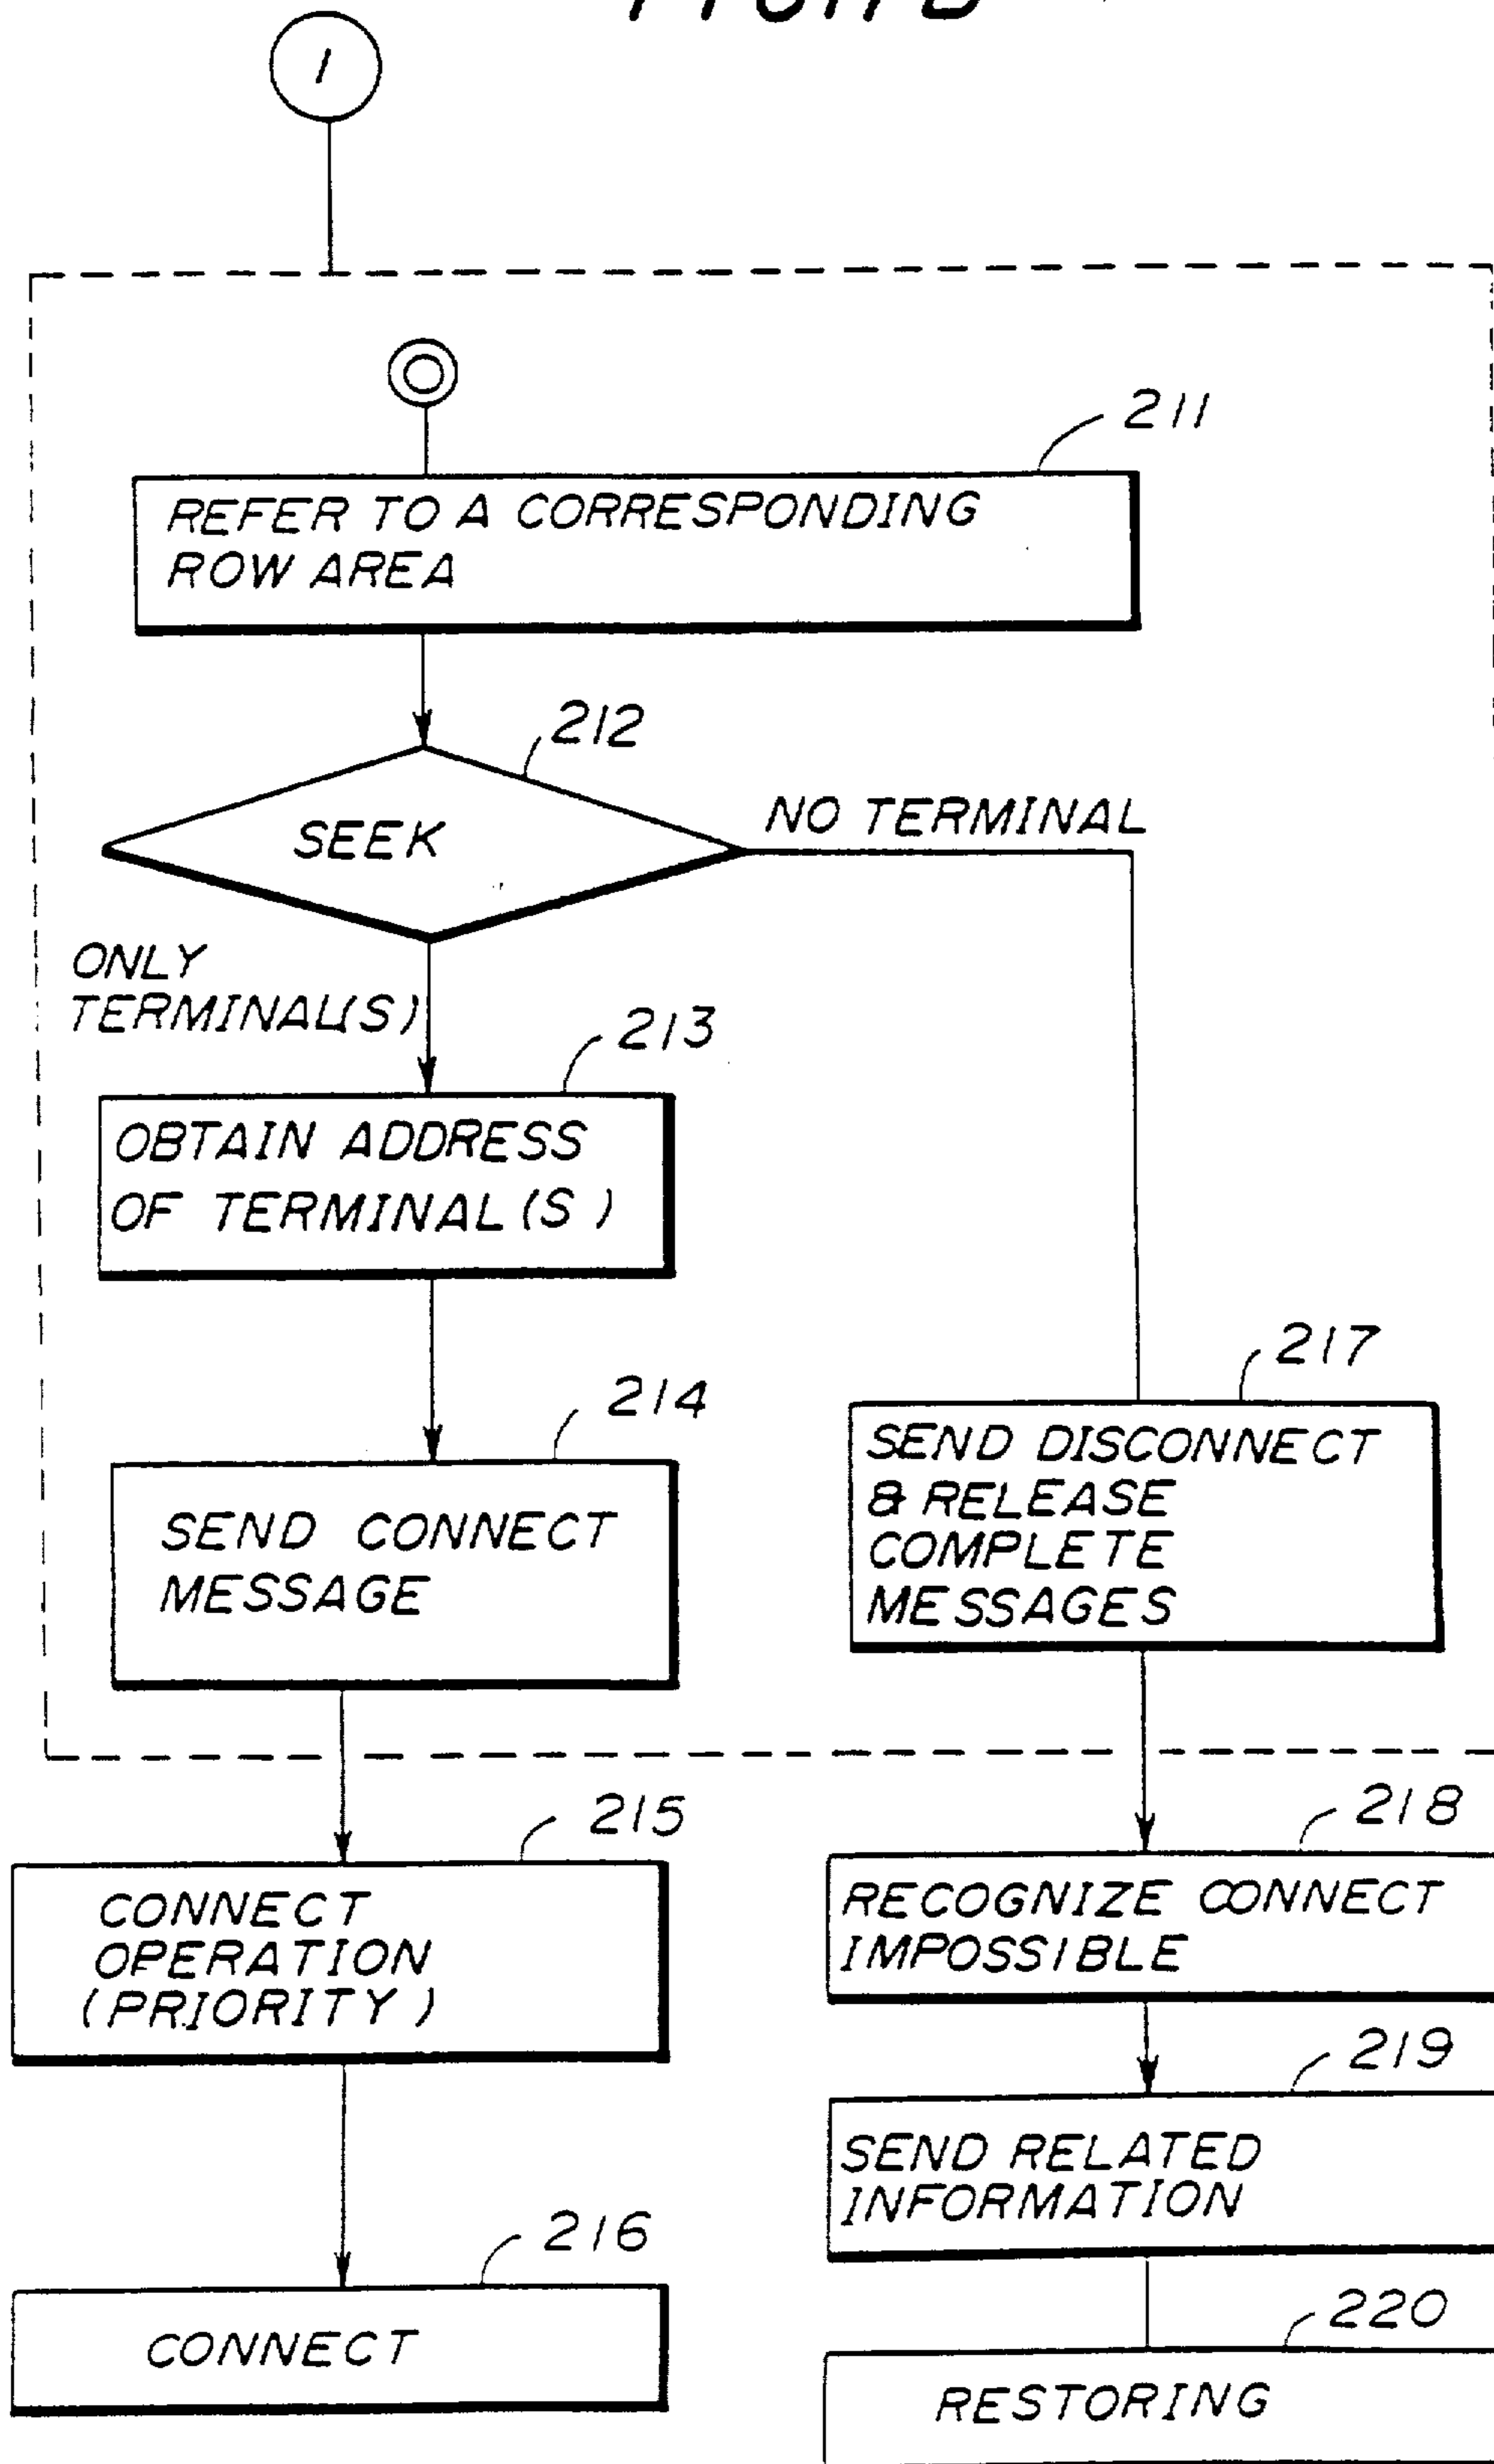 1
211
REFER TO A CORRESPONDING
ROW AREA
212
SEEK
NO TERMINAL
ONLY
TERMINAL(S)
213
OBTAIN ADDRESS
OF TERMINAL(S)
217
SEND DISCONNECT
& RELEASE
COMPLETE
MESSAGES
214
SEND CONNECT
MESSAGE
215
CONNECT
OPERATION
(PRIORITY)
218
RECOGNIZE CONNECT
IMPOSSIBLE
219
SEND RELATED
INFORMATION
216
CONNECT
220
RESTORING